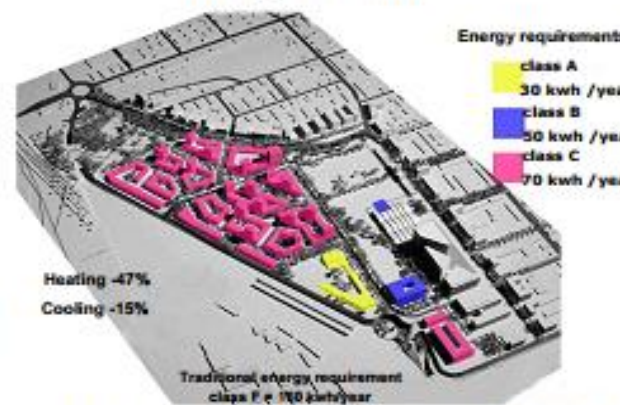 Energy requirement
class A
30 kwh /yea
class B
50 kwh /yea
class C
70 kwh /yea
Heating -47%
Cooling -15%
Traditional energy requirement
class F kwh/year